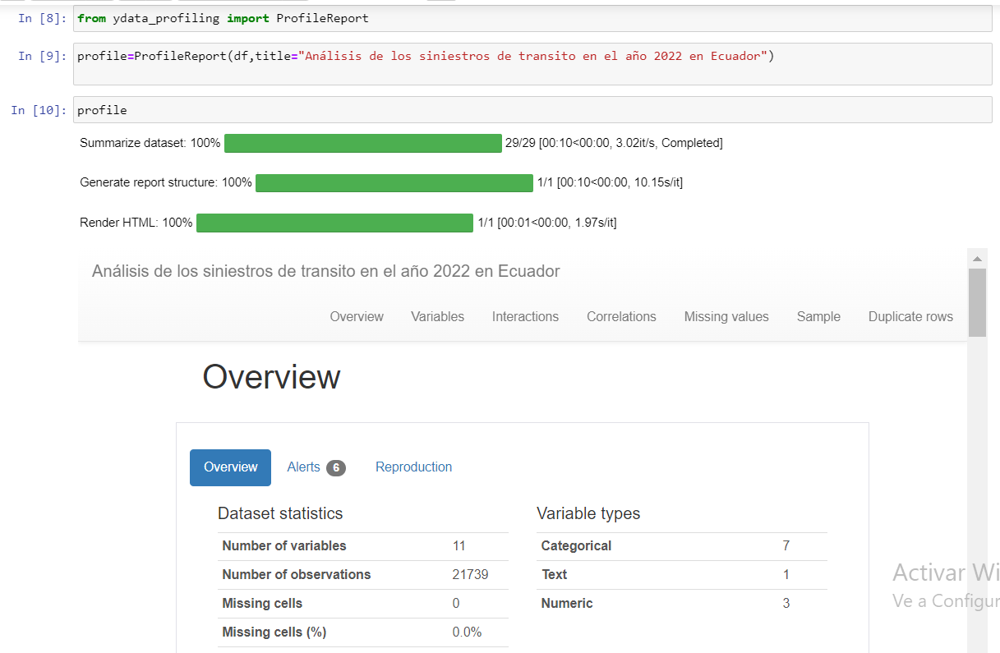 In [8]: from ydata_profiling import ProfileReport
In [9]: profile=ProfileReport(df,title="Análisis de los siniestros de transito en el año 2022 en Ecuador")
In [10]: profile
Summarize dataset: 100% 29/29 [00:10<00:00, 3.02it/s, Completed]
Generate report structure: 100% 1/1 [00:10<00:00, 10.15s/it]
Render HTML: 100% 1/1 [00:01<00:00, 1.97s/it]
Análisis de los siniestros de transito en el año 2022 en Ecuador
Overview Variables Interactions Correlations Missing values Sample Duplicate rows
Overview
Overview Alerts 6 Reproduction
Dataset statistics Variable types
Number of variables 11 Categorical 7
Number of observations 21739 Text 1
Missing cells 0 Numeric 3
Missing cells (%) 0.0%
Activar Wi
Ve a Configur